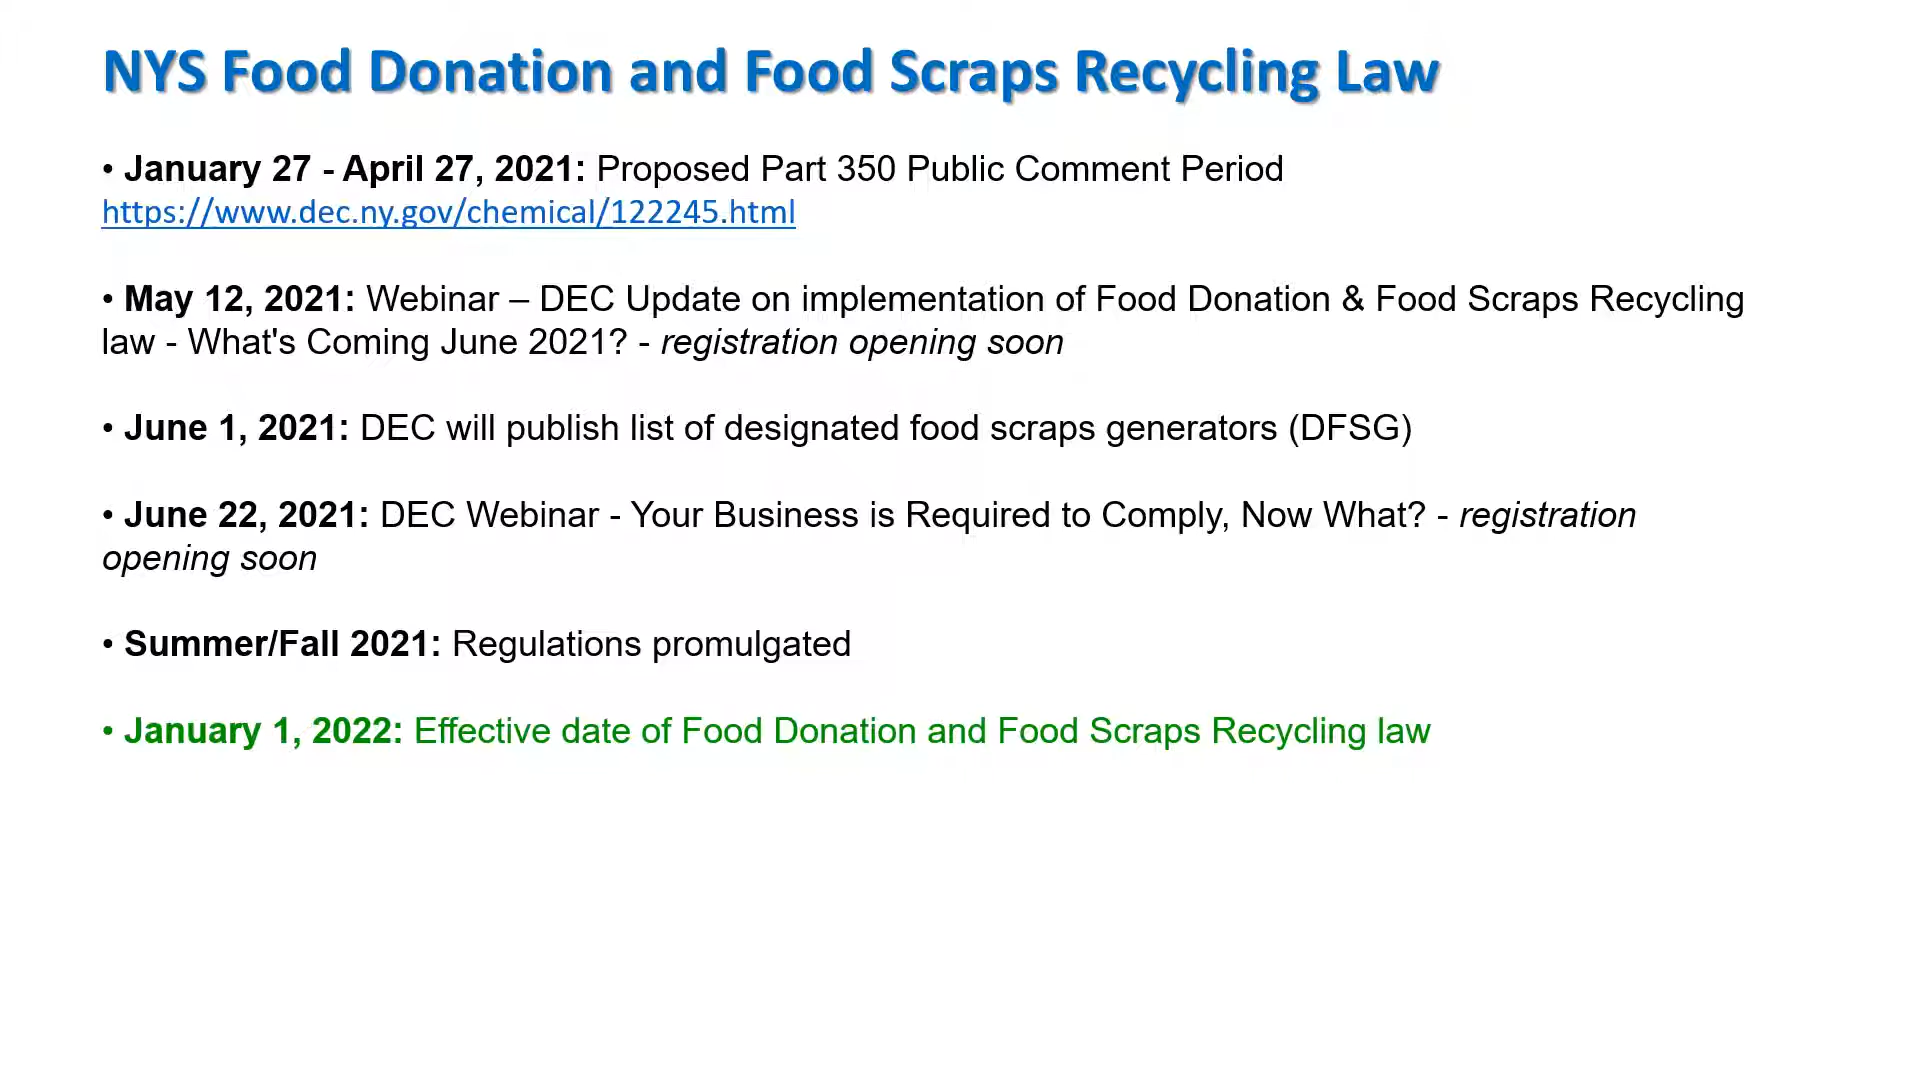 NYS Food Donation and Food Scraps Recycling Law
• January 27 - April 27, 2021: Proposed Part 350 Public Comment Period
https://www.dec.ny.gov/chemical/122245.html
• May 12, 2021: Webinar – DEC Update on implementation of Food Donation & Food Scraps Recycling
law - What's Coming June 2021? - registration opening soon
• June 1, 2021: DEC will publish list of designated food scraps generators (DFSG)
• June 22, 2021: DEC Webinar - Your Business is Required to Comply, Now What? - registration
opening soon
• Summer/Fall 2021: Regulations promulgated
• January 1, 2022: Effective date of Food Donation and Food Scraps Recycling law